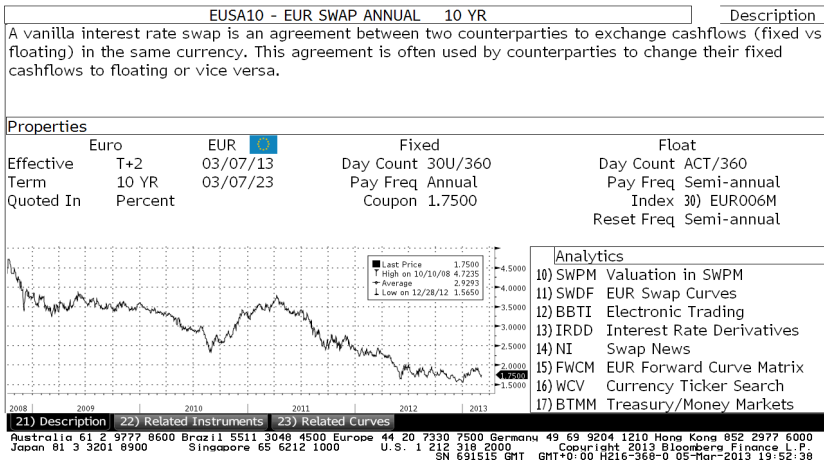 EUSA10 - EUR SWAP ANNUAL 10 YR Description
A vanilla interest rate swap is an agreement between two counterparties to exchange cashflows (fixed vs
floating) in the same currency. This agreement is often used by counterparties to change their fixed
cashflows to floating or vice versa.
Properties
Euro EUR Fixed Float
Effective T+2 03/07/13 Day Count 30U/360 Day Count ACT/360
Term 10 YR 03/07/23 Pay Freq Annual Pay Freq Semi-annual
Quoted In Percent Coupon 1.7500 Index 30) EUR006M
Reset Freq Semi-annual
Last Price 1.7500
High on 10/10/08 4.7235
Average 2.9293
Low on 12/28/12 1.5650
4.5000
4.0000
3.5000
3.0000
2.5000
2.0000
1.7500
1.5000
2008 2009 2010 2011 2012 2013
Analytics
10) SWPM Valuation in SWPM
11) SWDF EUR Swap Curves
12) BBTI Electronic Trading
13) IRDD Interest Rate Derivatives
14) NI Swap News
15) FWCM EUR Forward Curve Matrix
16) WCV Currency Ticker Search
17) BTMM Treasury/Money Markets
21) Description 22) Related Instruments 23) Related Curves
Australia 61 2 9777 8600 Brazil 5511 3048 4500 Europe 44 20 7330 7500 Germany 49 69 9204 1210 Hong Kong 852 2977 6000
Japan 81 3 3201 8900 Singapore 65 6212 1000 U.S. 1 212 318 2000 Copyright 2013 Bloomberg Finance L.P.
SN 691515 GMT GMT+0:00 H216-368-0 05-Mar-2013 19:52:38